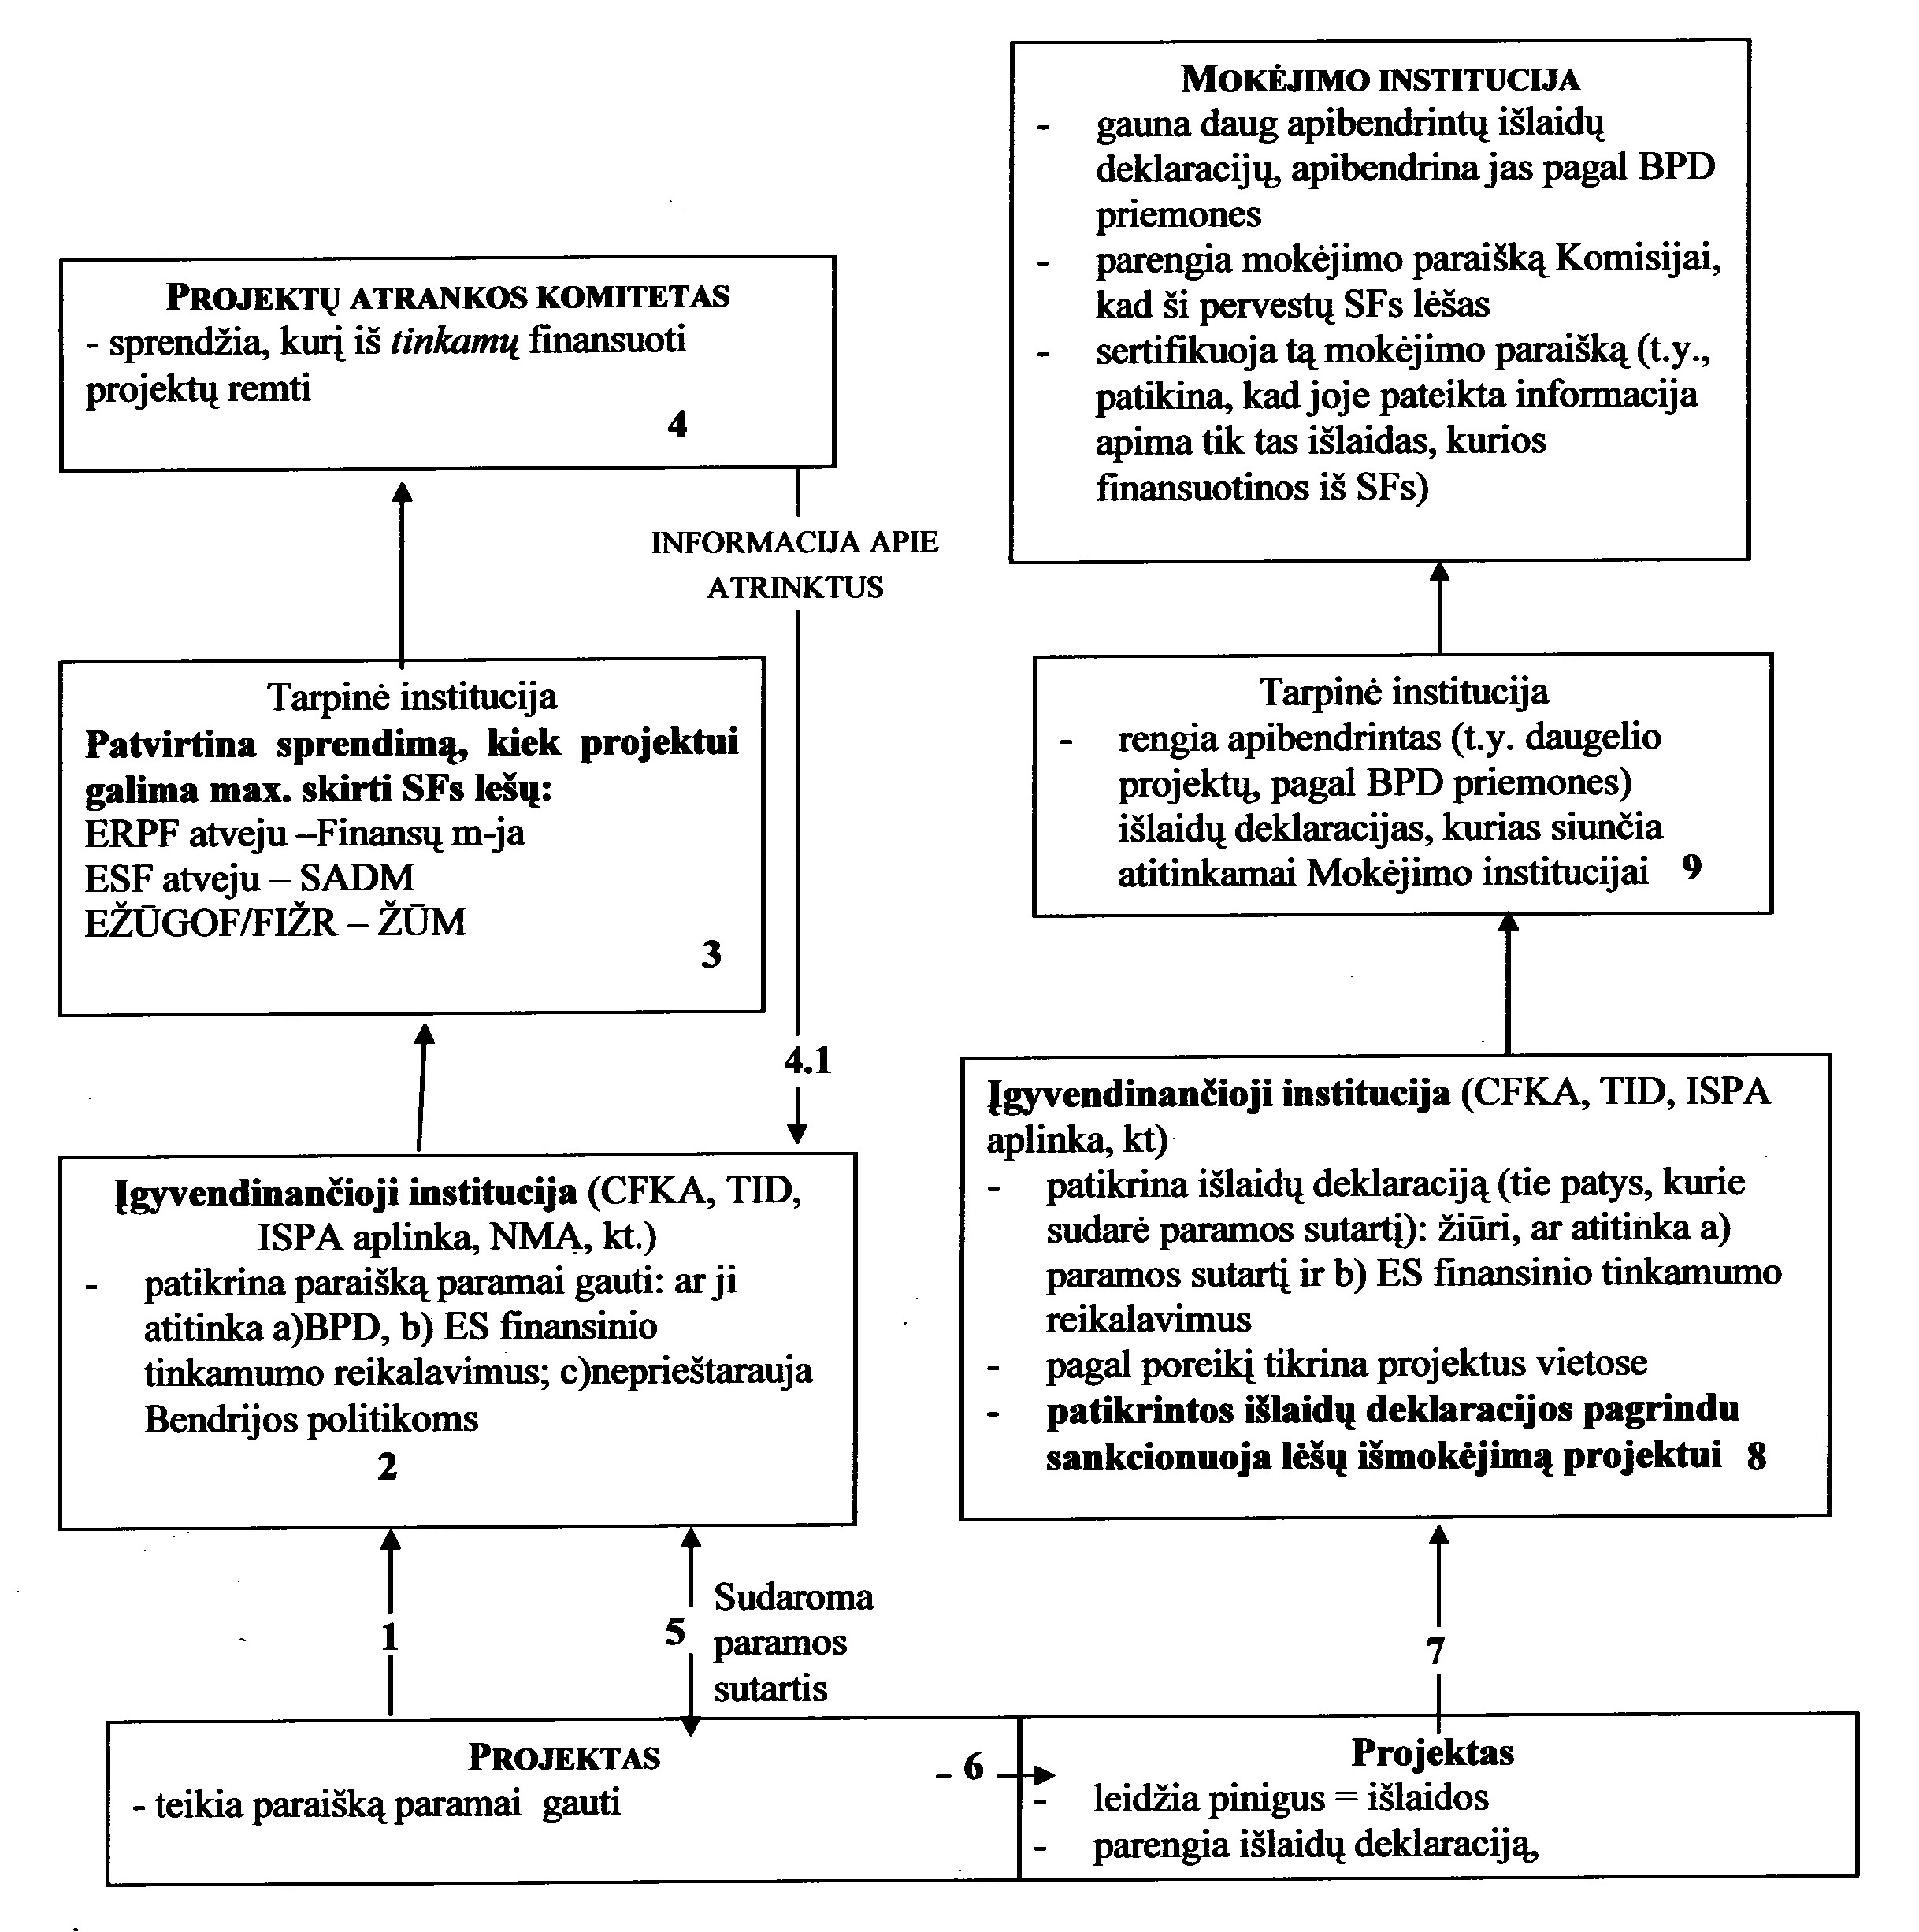 PROJEKTŲ ATRANKOS KOMITETAS
- sprendžia, kurį iš tinkamų finansuoti
projektų remti
4
INFORMACIJA APIE
ATRINKTUS
Tarpinė institucija
Patvirtina sprendimą, kiek projektui
galima max. skirti SFs lešų:
ERPF atveju –Finansų m-ja
ESF atveju – SADM
EŽŪGOF/FIŽR – ŽŪM
3
4.1
Įgyvendinančioji institucija (CFKA, TID,
ISPA aplinka, NMA, kt.)
- patikrina paraišką paramai gauti: ar ji
atitinka a)BPD, b) ES finansinio
tinkamumo reikalavimus; c)neprieštarauja
Bendrijos politikoms
2
1
5
Sudaroma
paramos
sutartis
PROJEKTAS
- teikia paraišką paramai gauti
6
MOKĖJIMO INSTITUCIJA
- gauna daug apibendrintų išlaidų
deklaracijų, apibendrina jas pagal BPD
priemones
- parengia mokėjimo paraišką Komisijai,
kad ši pervestų SFs lėšas
- sertifikuoja tą mokėjimo paraišką (t.y.,
patikina, kad joje pateikta informacija
apima tik tas išlaidas, kurios
finansuotinos iš SFs)
Tarpinė institucija
- rengia apibendrintas (t.y. daugelio
projektų, pagal BPD priemones)
išlaidų deklaracijas, kurias siunčia
atitinkamai Mokėjimo institucijai 9
Įgyvendinančioji institucija (CFKA, TID, ISPA
aplinka, kt)
- patikrina išlaidų deklaraciją (tie patys, kurie
sudarė paramos sutartį): žiūri, ar atitinka a)
paramos sutartį ir b) ES finansinio tinkamumo
reikalavimus
- pagal poreikį tikrina projektus vietose
- patikrintos išlaidų deklaracijos pagrindu
sankcionuoja lėšų išmokėjimą projektui 8
7
Projektas
- leidžia pinigus = išlaidos
- parengia išlaidų deklaraciją,